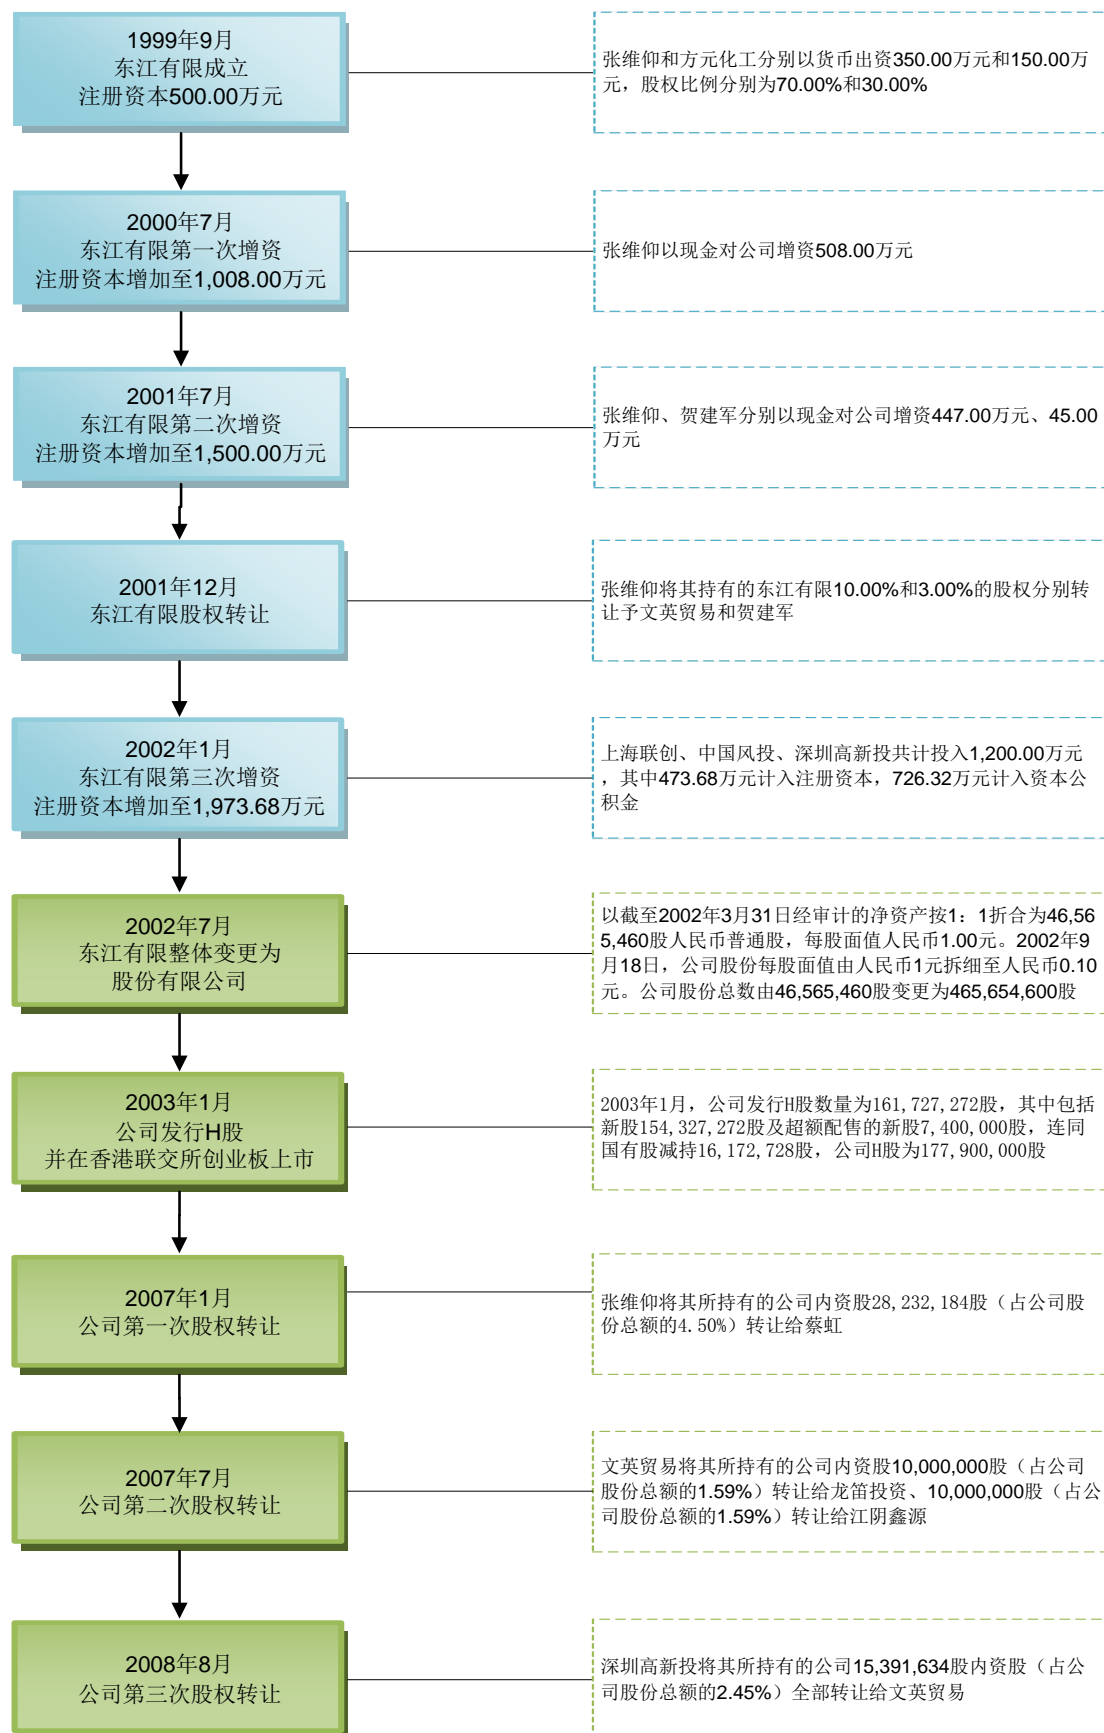 1999年9月
东江有限成立
注册资本500.00万元
张维仰和方元化工分别以货币出资350.00万元和150.00万
元，股权比例分别为70.00%和30.00%
2000年7月
东江有限第一次增资
注册资本增加至1,008.00万元
张维仰以现金对公司增资508.00万元
2001年7月
东江有限第二次增资
注册资本增加至1,500.00万元
张维仰、贺建军分别以现金对公司增资447.00万元、45.00
万元
2001年12月
东江有限股权转让
张维仰将其持有的东江有限10.00%和3.00%的股权分别转
让予文英贸易和贺建军
2002年1月
东江有限第三次增资
注册资本增加至1,973.68万元
上海联创、中国风投、深圳高新投共计投入1,200.00万元
，其中473.68万元计入注册资本，726.32万元计入资本公
积金
2002年7月
东江有限整体变更为
股份有限公司
以截至2002年3月31日经审计的净资产按1：1折合为46,56
5,460股人民币普通股，每股面值人民币1.00元。2002年9
月18日，公司股份每股面值由人民币1元拆细至人民币0.10
元。公司股份总数由46,565,460股变更为465,654,600股
2003年1月
公司发行H股
并在香港联交所创业板上市
2003年1月，公司发行H股数量为161,727,272股，其中包括
新股154,327,272股及超额配售的新股7,400,000股，连同
国有股减持16,172,728股，公司H股为177,900,000股
2007年1月
公司第一次股权转让
张维仰将其所持有的公司内资股28,232,184股（占公司股
份总额的4.50%）转让给蔡虹
2007年7月
公司第二次股权转让
文英贸易将其所持有的公司内资股10,000,000股（占公司
股份总额的1.59%）转让给龙笛投资、10,000,000股（占公
司股份总额的1.59%）转让给江阴鑫源
2008年8月
公司第三次股权转让
深圳高新投将其所持有的公司15,391,634股内资股（占公
司股份总额的2.45%）全部转让给文英贸易